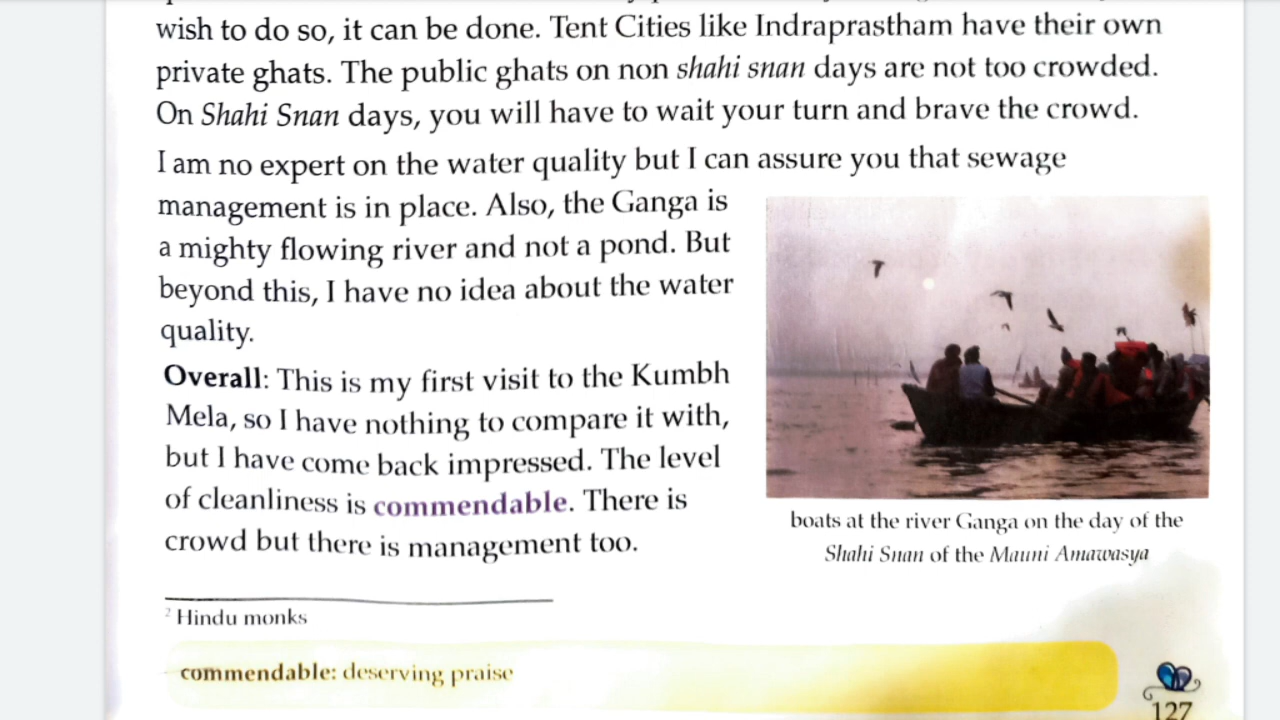 wish to do so, it can be done. Tent Cities like Indraprastham have their own
private ghats. The public ghats on non shahi snan days are not too crowded.
On Shahi Snan days, you will have to wait your turn and brave the crowd.
I am no expert on the water quality but I can assure you that sewage
management is in place. Also, the Ganga is
a mighty flowing river and not a pond. But
beyond this, I have no idea about the water
quality.
Overall: This is my first visit to the Kumbh
Mela, so I have nothing to compare it with,
but I have come back impressed. The level
of cleanliness is commendable. There is
crowd but there is management too.
boats at the river Ganga on the day of the
Shahi Snan of the Mauni Amawasya
2 Hindu monks
commendable: deserving praise
127